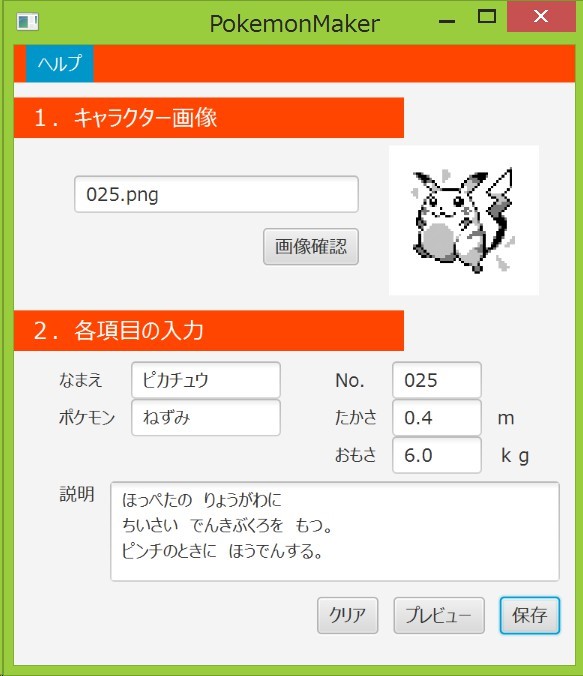 PokemonMaker
ヘルプ
1. キャラクター画像
025.png
画像確認
2. 各項目の入力
なまえ ピカチュウ No. 025
ポケモン ねずみ たかさ 0.4 m
おもさ 6.0 kg
説明 ほっぺたの りょうがわに
ちいさい でんきぶくろを もつ。
ピンチのときに ほうでんする。
クリア プレビュー 保存